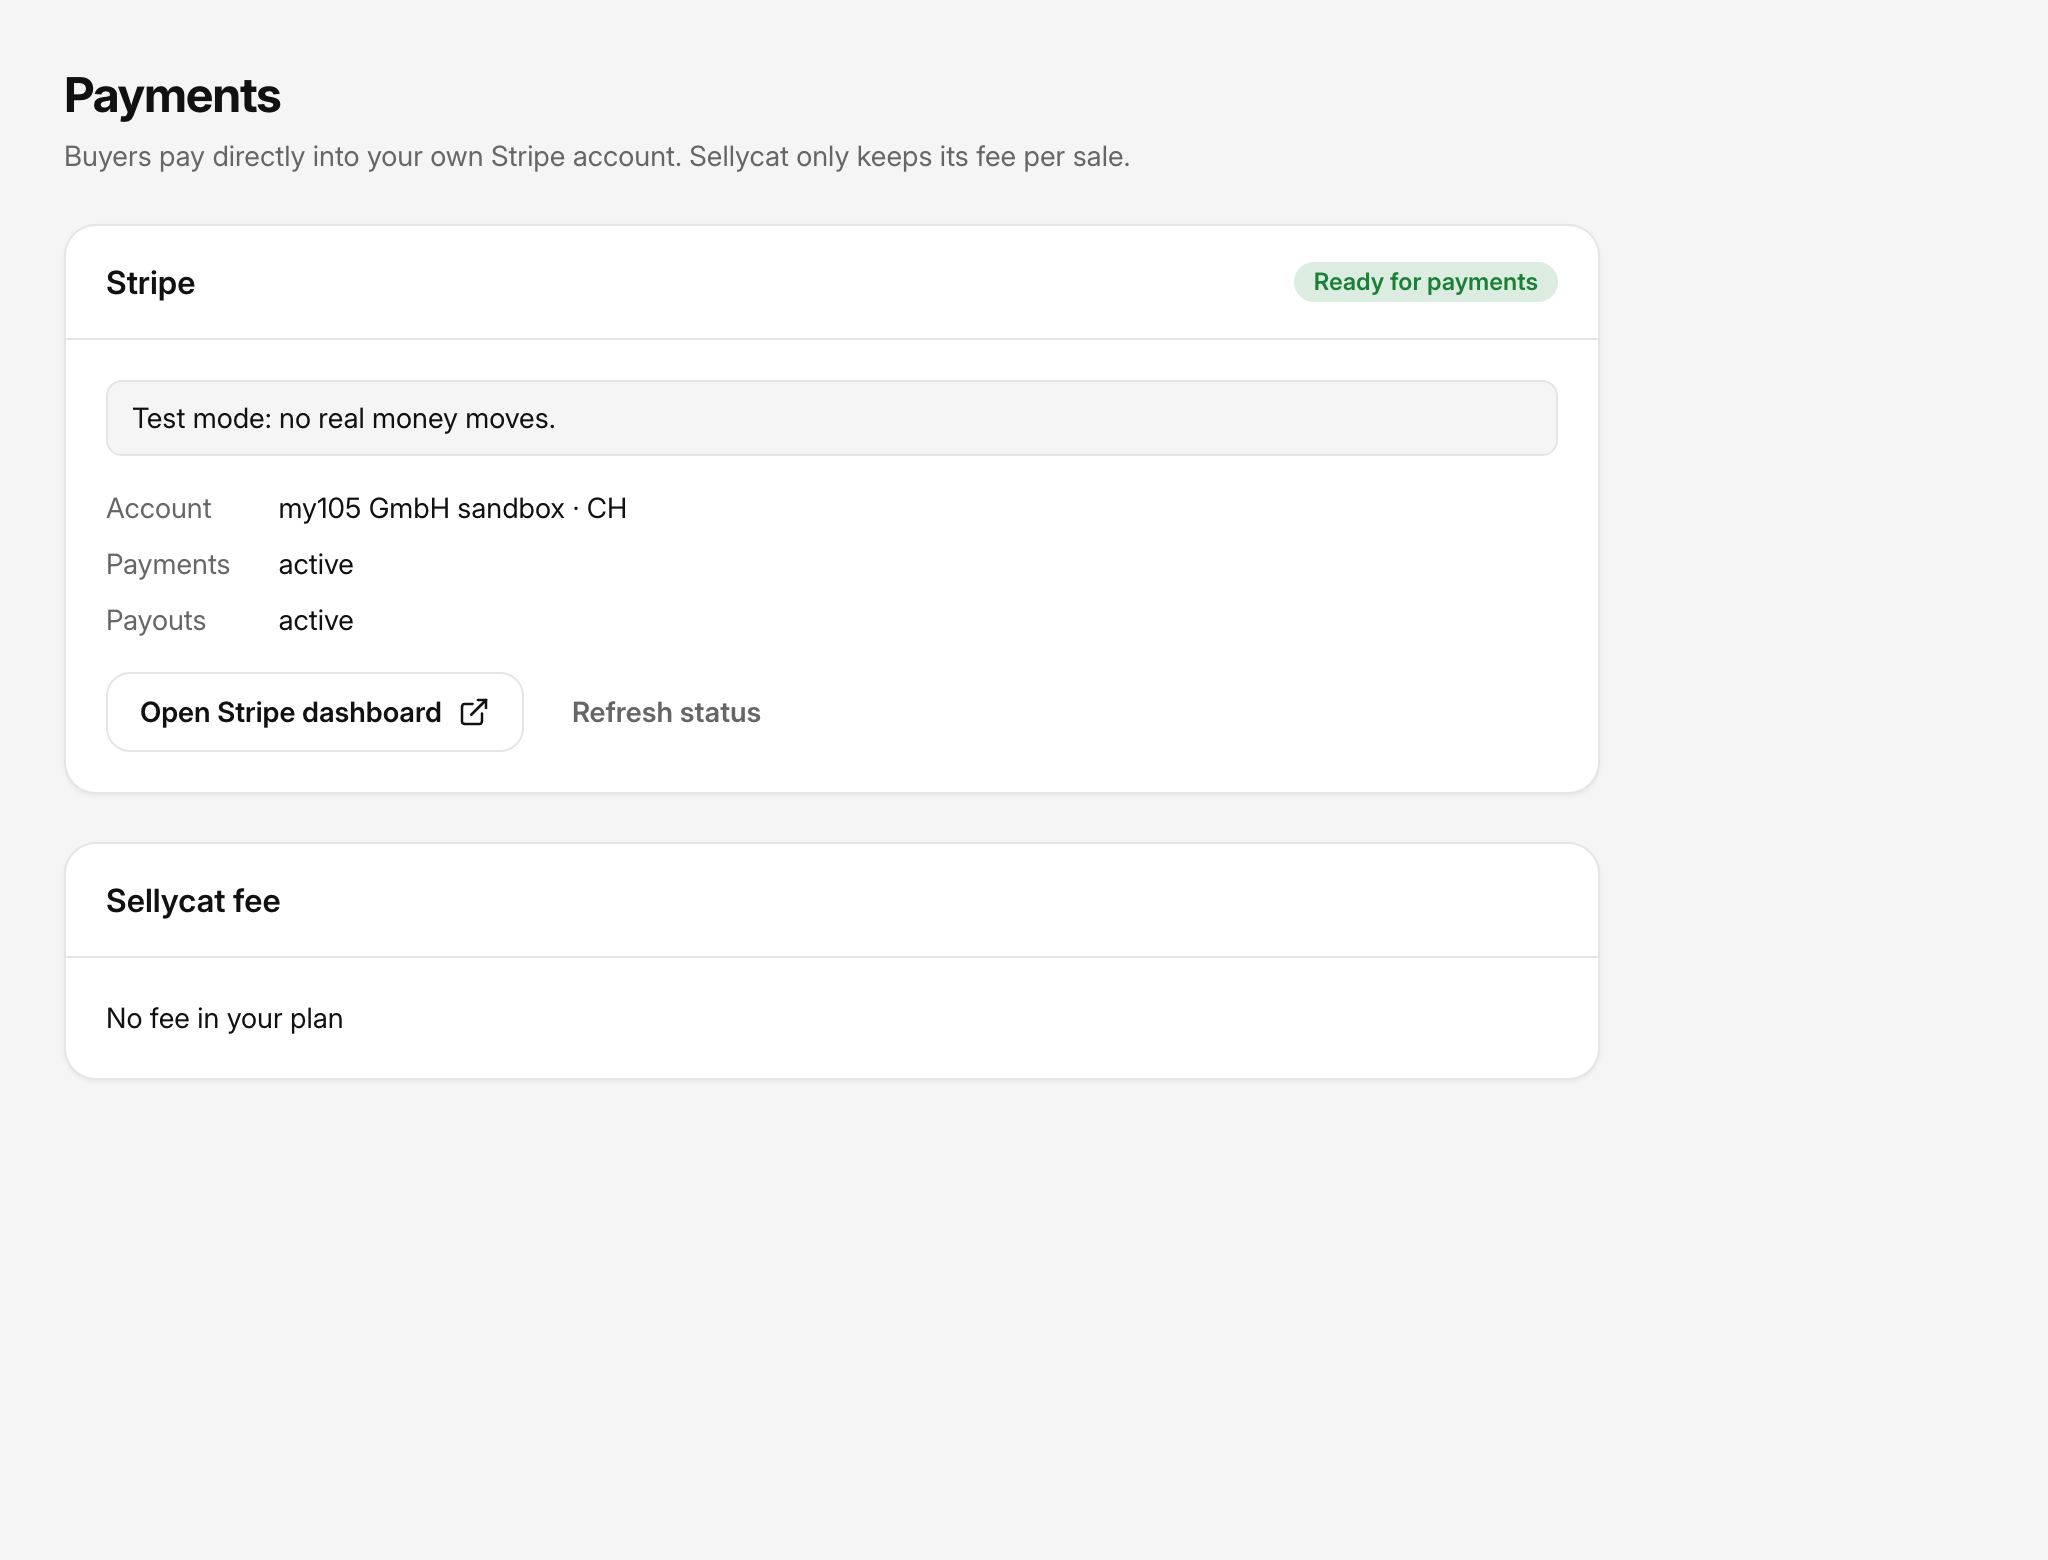 Payments
Buyers pay directly into your own Stripe account. Sellycat only keeps its fee per sale.
Stripe
Ready for payments
Test mode: no real money moves.
Account my105 GmbH sandbox · CH
Payments active
Payouts active
Open Stripe dashboard
Refresh status
Sellycat fee
No fee in your plan